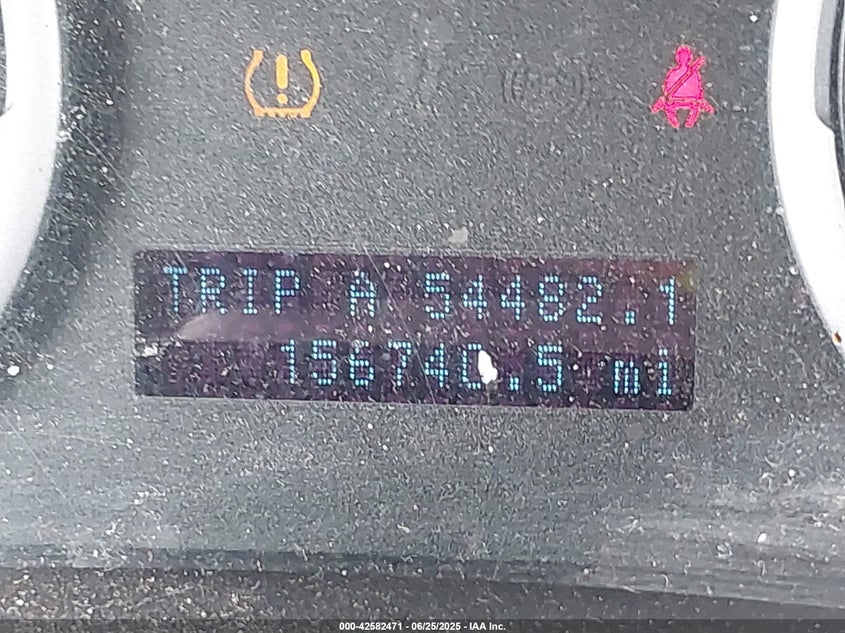 TRIP A 54482.1
156740.5 mi
000-42582471 - 06/25/2025 - IAA Inc.